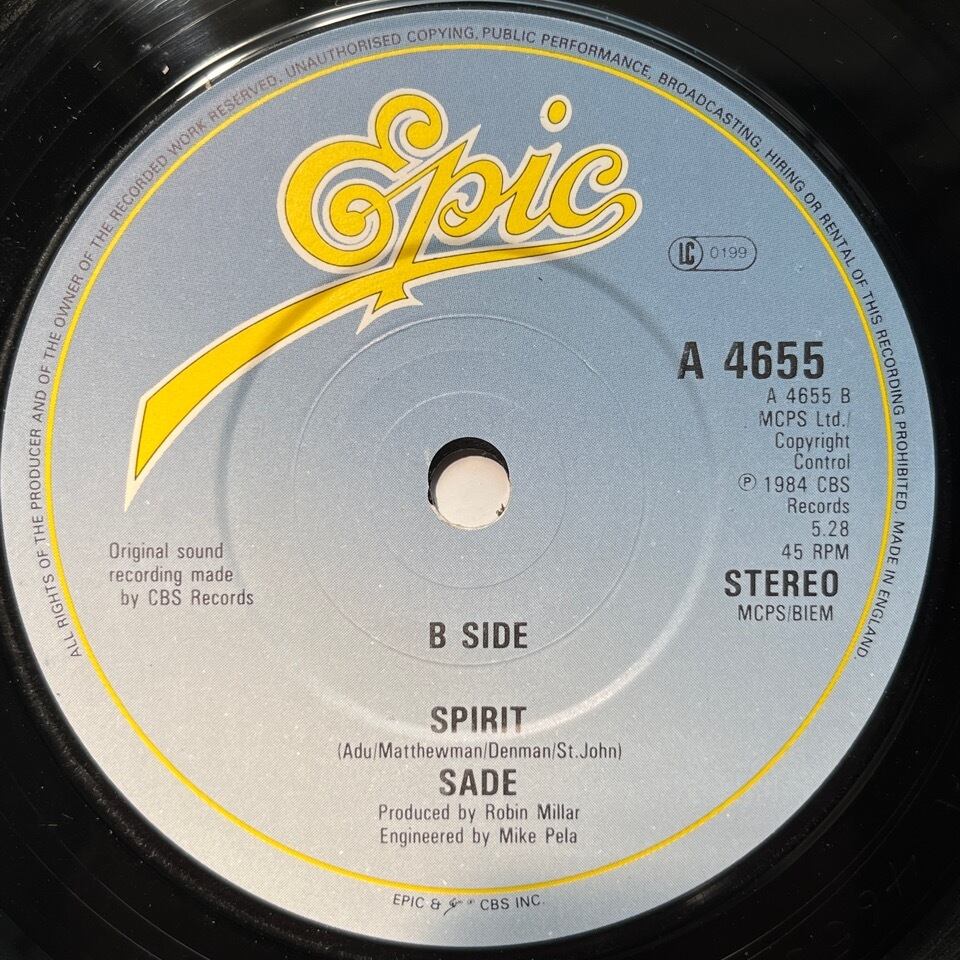 ALL RIGHTS OF THE PRODUCER AND OF THE OWNER OF THE RECORDED WORK RESERVED. UNAUTHORISED COPYING, PUBLIC PERFORMANCE, BROADCASTING, HIRING OR RENTAL OF THIS RECORDING PROHIBITED. MADE IN ENGLAND.
Epic
LC 0199
A 4655
A 4655 B
MCPS Ltd./
Copyright
Control
℗ 1984 CBS
Records
5.28
45 RPM
STEREO
MCPS/BIEM
Original sound
recording made
by CBS Records
B SIDE
SPIRIT
(Adu/Matthewman/Denman/St.John)
SADE
Produced by Robin Millar
Engineered by Mike Pela
EPIC & CBS INC.